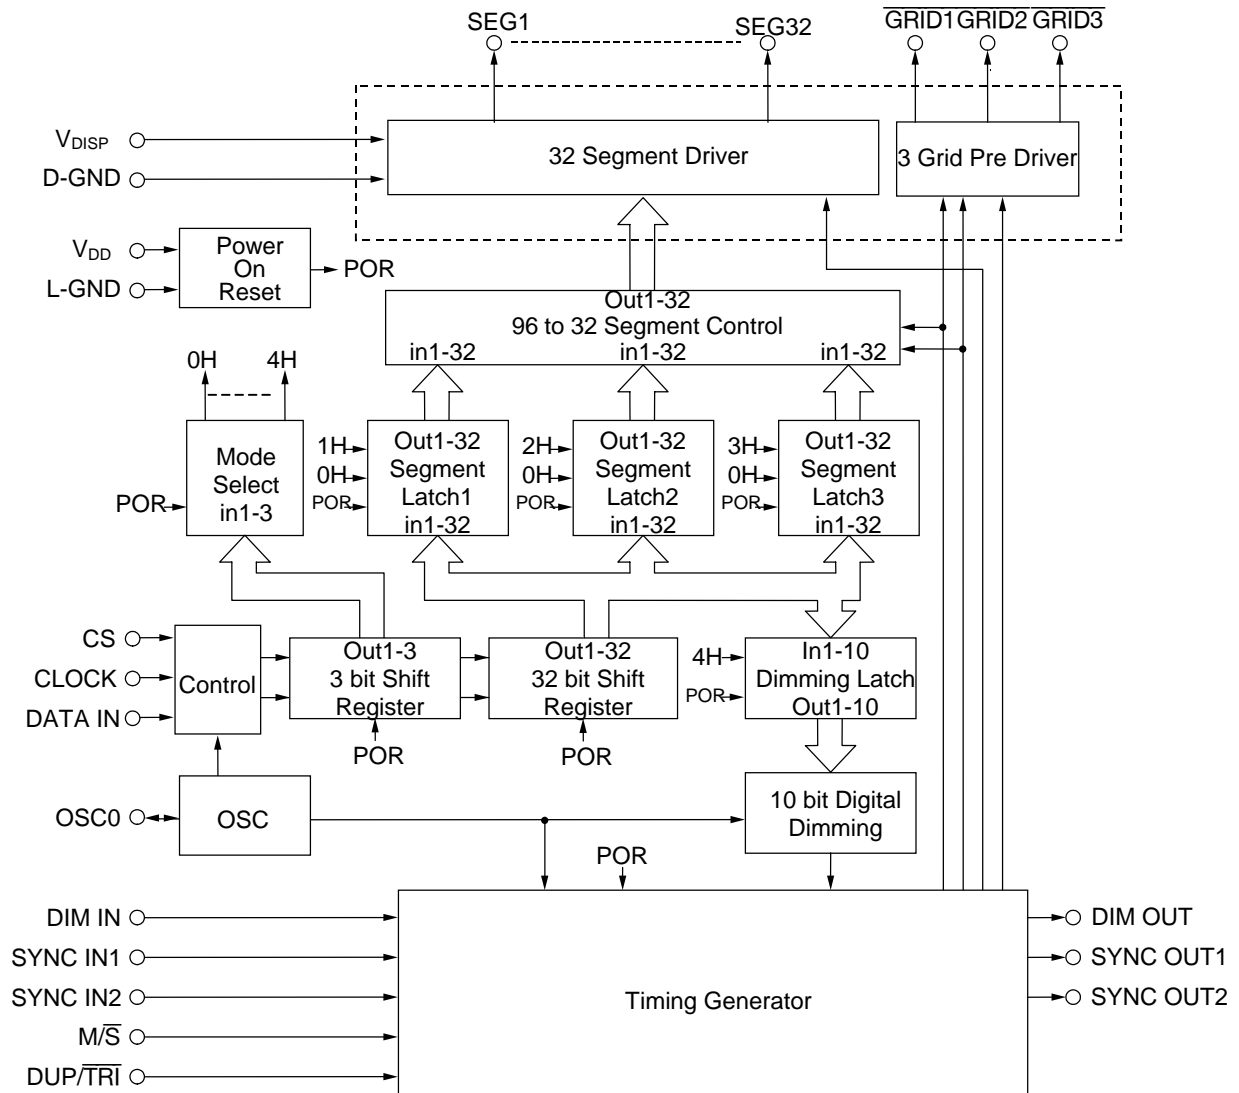 SEG1
SEG32
GRID1 GRID2 GRID3
VDISP
D-GND
32 Segment Driver
3 Grid Pre Driver
VDD
L-GND
Power
On
Reset
POR
Out1-32
96 to 32 Segment Control
in1-32
in1-32
in1-32
0H
4H
POR
Mode
Select
in1-3
1H
0H
POR
Out1-32
Segment
Latch1
in1-32
2H
0H
POR
Out1-32
Segment
Latch2
in1-32
3H
0H
POR
Out1-32
Segment
Latch3
in1-32
CS
CLOCK
DATA IN
Control
Out1-3
3 bit Shift
Register
POR
Out1-32
32 bit Shift
Register
POR
4H
POR
In1-10
Dimming Latch
Out1-10
OSC0
OSC
10 bit Digital
Dimming
POR
DIM IN
SYNC IN1
SYNC IN2
M/S
DUP/TRI
Timing Generator
DIM OUT
SYNC OUT1
SYNC OUT2